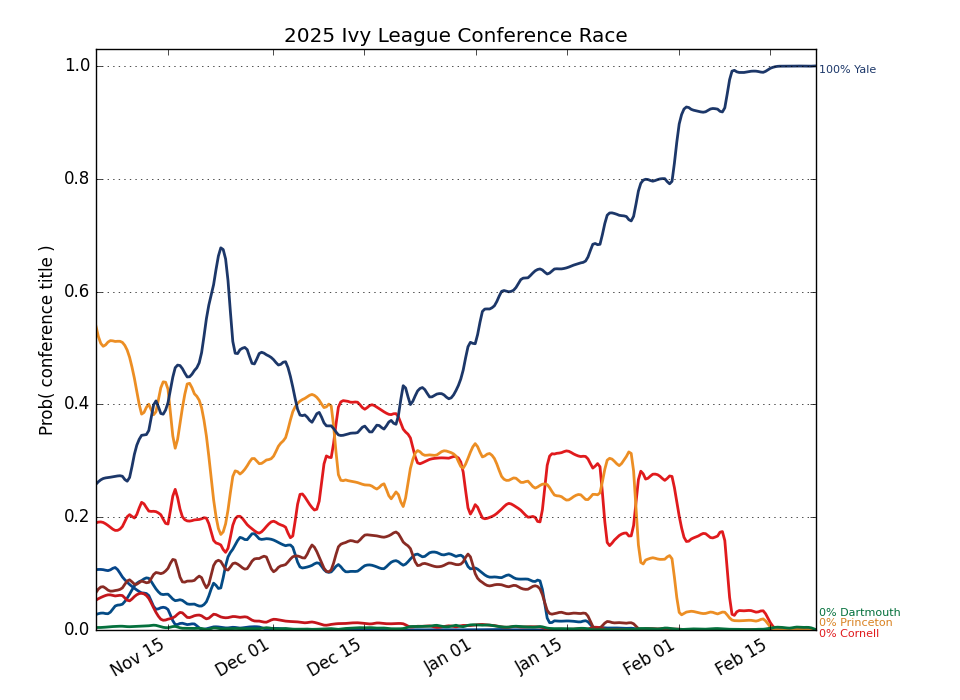 2025 Ivy League Conference Race
Prob( conference title )
1.0
0.8
0.6
0.4
0.2
0.0
Nov 15
Dec 01
Dec 15
Jan 01
Jan 15
Feb 01
Feb 15
100% Yale
0% Dartmouth
0% Princeton
0% Cornell